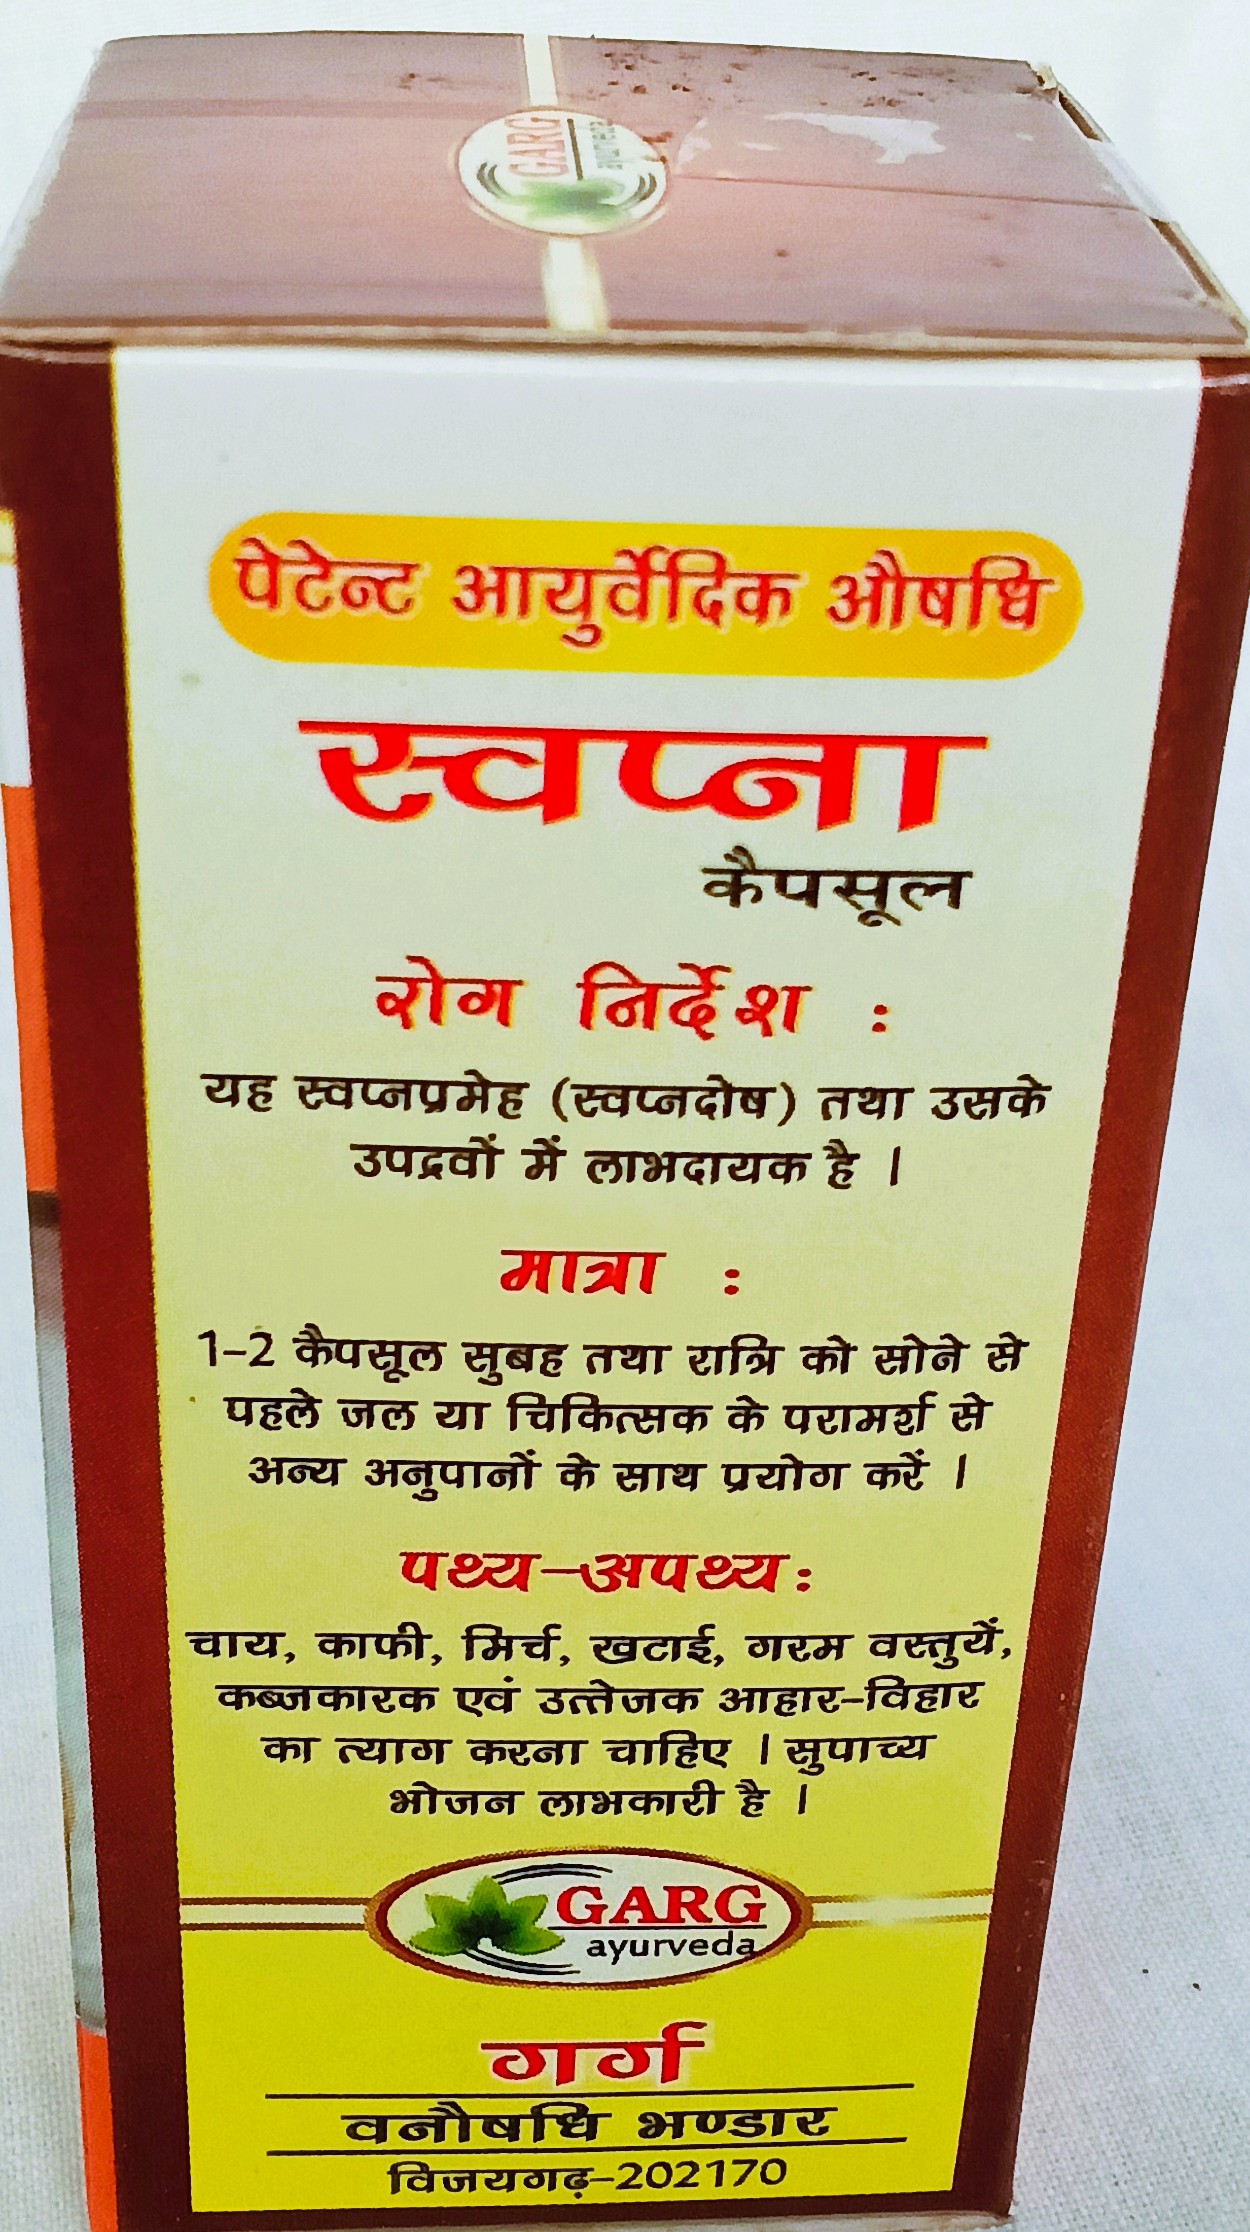 GARG
ayurveda
पेटेन्ट आयुर्वेदिक औषधि
स्वप्ना
कैपसूल
रोग निर्देश :
यह स्वप्नप्रमेह (स्वप्नदोष) तथा उसके
उपद्रवों में लाभदायक है ।
मात्रा :
1-2 कैपसूल सुबह तथा रात्रि को सोने से
पहले जल या चिकित्सक के परामर्श से
अन्य अनुपानों के साथ प्रयोग करें ।
पथ्य-अपथ्य:
चाय, काफी, मिर्च, खटाई, गरम वस्तुयें,
कब्जकारक एवं उत्तेजक आहार-विहार
का त्याग करना चाहिए । सुपाच्य
भोजन लाभकारी है ।
GARG
ayurveda
गर्ग
वनौषधि भण्डार
विजयगढ़-202170